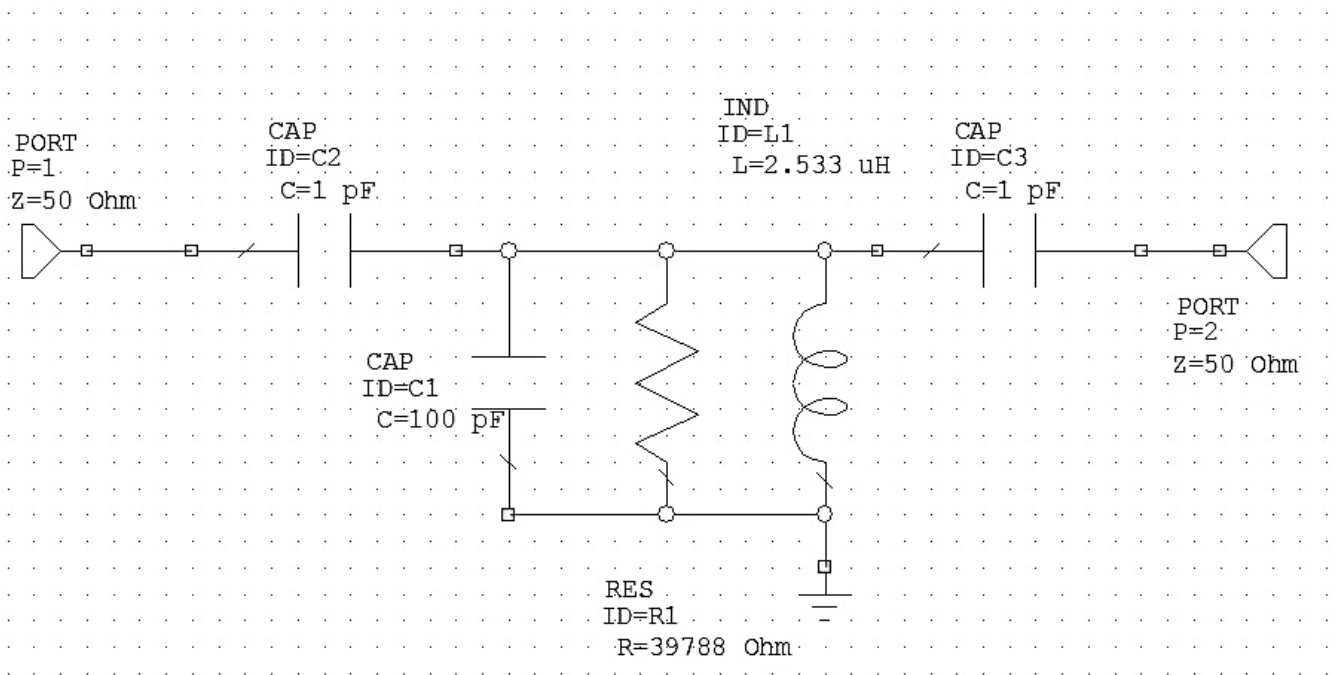 PORT
P=1
Z=50 Ohm
CAP
ID=C2
C=1 pF
IND
ID=L1
L=2.533 uH
CAP
ID=C3
C=1 pF
PORT
P=2
Z=50 Ohm
CAP
ID=C1
C=100 pF
RES
ID=R1
R=39788 Ohm